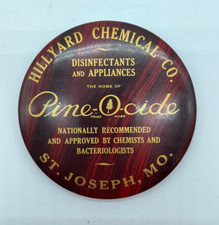 HILLYARD CHEMICAL CO.
DISINFECTANTS
AND APPLIANCES
THE HOME OF
Pine-O-cide
TRADE MARK
NATIONALLY RECOMMENDED
AND APPROVED BY CHEMISTS AND
BACTERIOLOGISTS
ST. JOSEPH, MO.